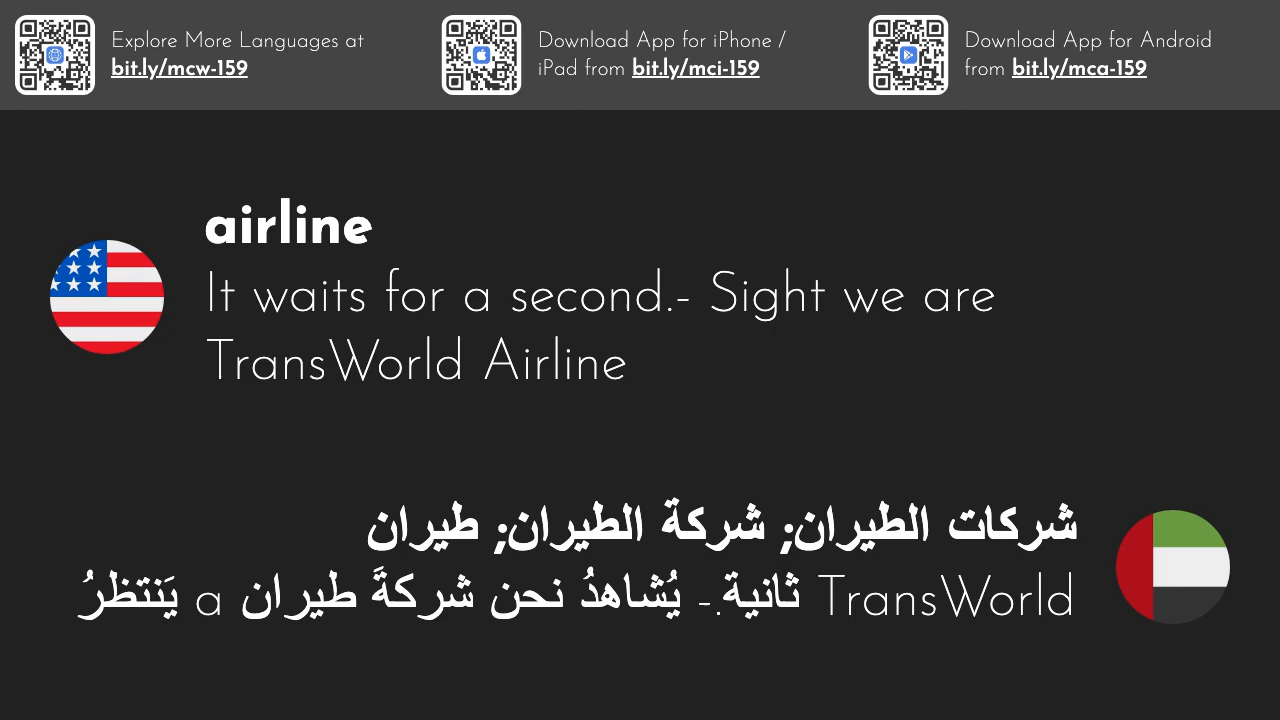 Explore More Languages at
bit.ly/mcw-159
Download App for iPhone /
iPad from bit.ly/mci-159
Download App for Android
from bit.ly/mca-159
airline
It waits for a second.- Sight we are
TransWorld Airline
شركات الطيران; شركة الطيران; طيران
يَنتظرُ a ثانية.- يُشاهدُ نحن شركةً طيران TransWorld